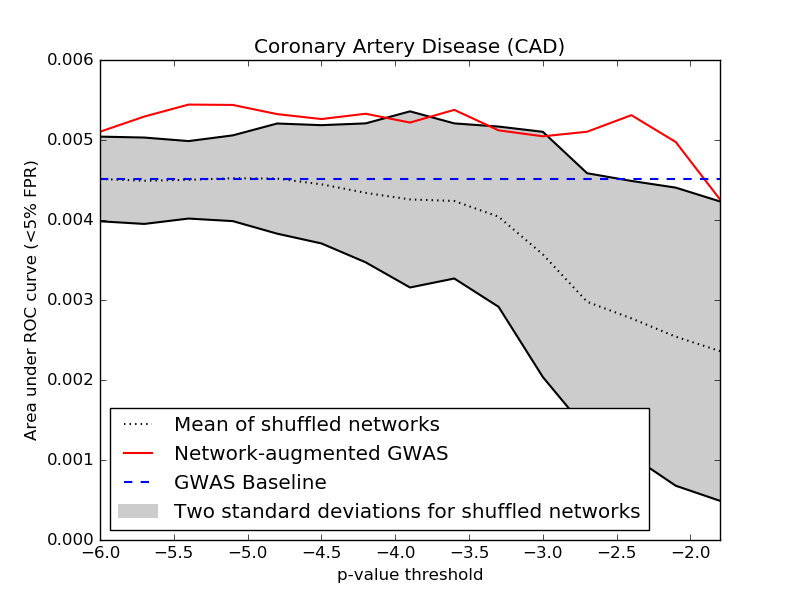 Coronary Artery Disease (CAD)
Area under ROC curve (<5% FPR)
0.006
0.005
0.004
0.003
0.002
0.001
0.000
Mean of shuffled networks
Network-augmented GWAS
GWAS Baseline
Two standard deviations for shuffled networks
−6.0 −5.5 −5.0 −4.5 −4.0 −3.5 −3.0 −2.5 −2.0
p-value threshold